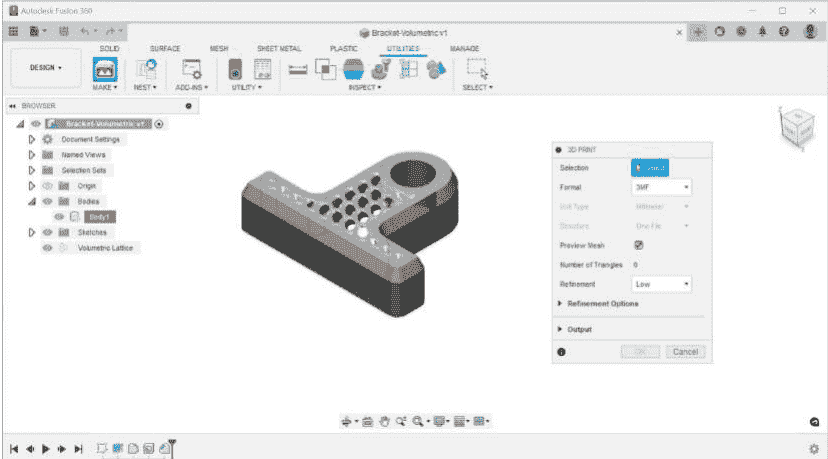 Autodesk Fusion 360
Bracket-Volumetric v1
SOLID SURFACE MESH SHEET METAL PLASTIC UTILITIES MANAGE
DESIGN
MAKE NEST ADD-INS UTILITY INSPECT SELECT
BROWSER
Bracket-Volumetric v1
Document Settings
Named Views
Selection Sets
Origin
Bodies
Body1
Sketches
Volumetric Lattice
3D PRINT
Selection
Format 3MF
Unit Type Millimeter
Structure One File
Preview Mesh
Number of Triangles 0
Refinement Low
Refinement Options
Output
OK Cancel